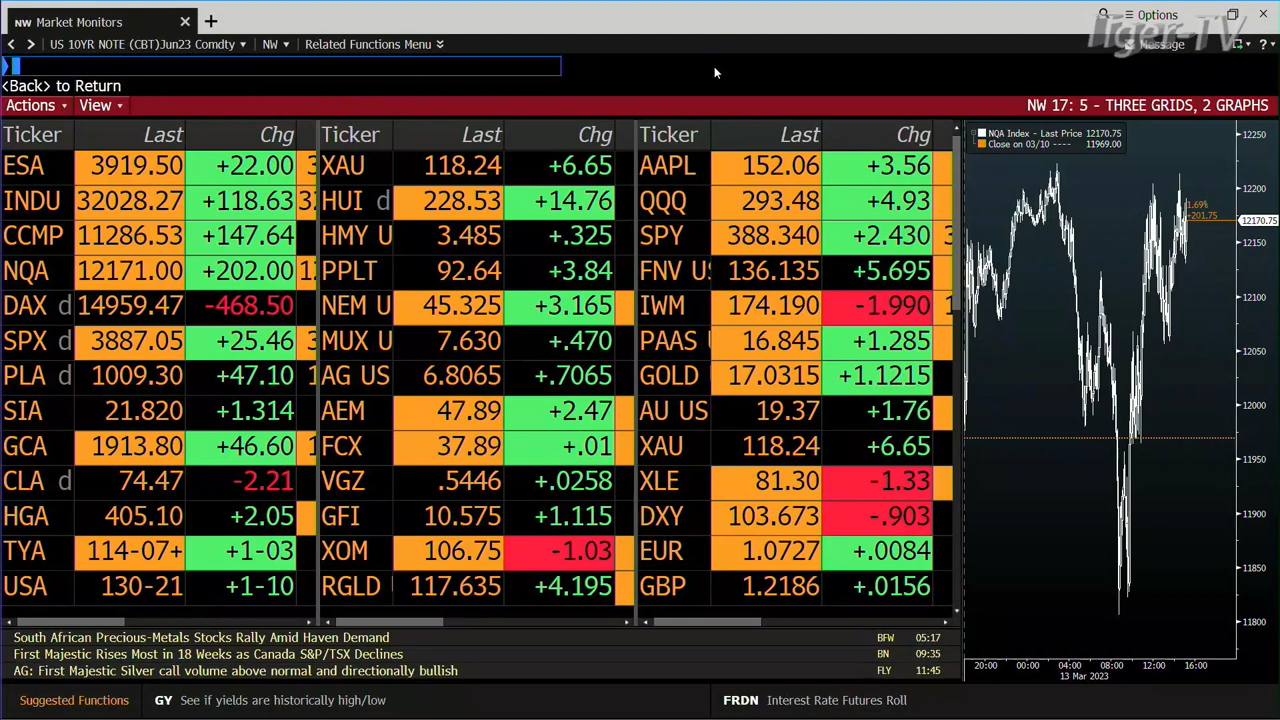 NW Market Monitors × +
Options
Tiger-TV
< > US 10YR NOTE (CBT)Jun23 Comdty NW Related Functions Menu
Message ?
<Back> to Return
Actions View NW 17: 5 - THREE GRIDS, 2 GRAPHS
Ticker Last Chg Ticker Last Chg Ticker Last Chg
ESA 3919.50 +22.00 XAU 118.24 +6.65 AAPL 152.06 +3.56
INDU 32028.27 +118.63 HUI d 228.53 +14.76 QQQ 293.48 +4.93
CCMP 11286.53 +147.64 HMY U 3.485 +.325 SPY 388.340 +2.430
NQA 12171.00 +202.00 PPLT 92.64 +3.84 FNV US 136.135 +5.695
DAX d 14959.47 -468.50 NEM U 45.325 +3.165 IWM 174.190 -1.990
SPX d 3887.05 +25.46 MUX U 7.630 +.470 PAAS 16.845 +1.285
PLA d 1009.30 +47.10 AG US 6.8065 +.7065 GOLD 17.0315 +1.1215
SIA 21.820 +1.314 AEM 47.89 +2.47 AU US 19.37 +1.76
GCA 1913.80 +46.60 FCX 37.89 +.01 XAU 118.24 +6.65
CLA d 74.47 -2.21 VGZ .5446 +.0258 XLE 81.30 -1.33
HGA 405.10 +2.05 GFI 10.575 +1.115 DXY 103.673 -.903
TYA 114-07+ +1-03 XOM 106.75 -1.03 EUR 1.0727 +.0084
USA 130-21 +1-10 RGLD 117.635 +4.195 GBP 1.2186 +.0156
NQA Index - Last Price 12170.75
Close on 03/10 ---- 11969.00
12250
12200
1.69%
+201.75
12170.75
12150
12100
12050
12000
11950
11900
11850
11800
20:00 00:00 04:00 08:00 12:00 16:00
13 Mar 2023
South African Precious-Metals Stocks Rally Amid Haven Demand BFW 05:17
First Majestic Rises Most in 18 Weeks as Canada S&P/TSX Declines BN 09:35
AG: First Majestic Silver call volume above normal and directionally bullish FLY 11:45
Suggested Functions GY See if yields are historically high/low FRDN Interest Rate Futures Roll